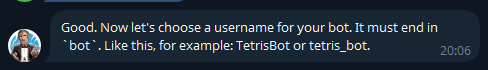 Good. Now let's choose a username for your bot. It must end in
`bot`. Like this, for example: TetrisBot or tetris_bot.
20:06